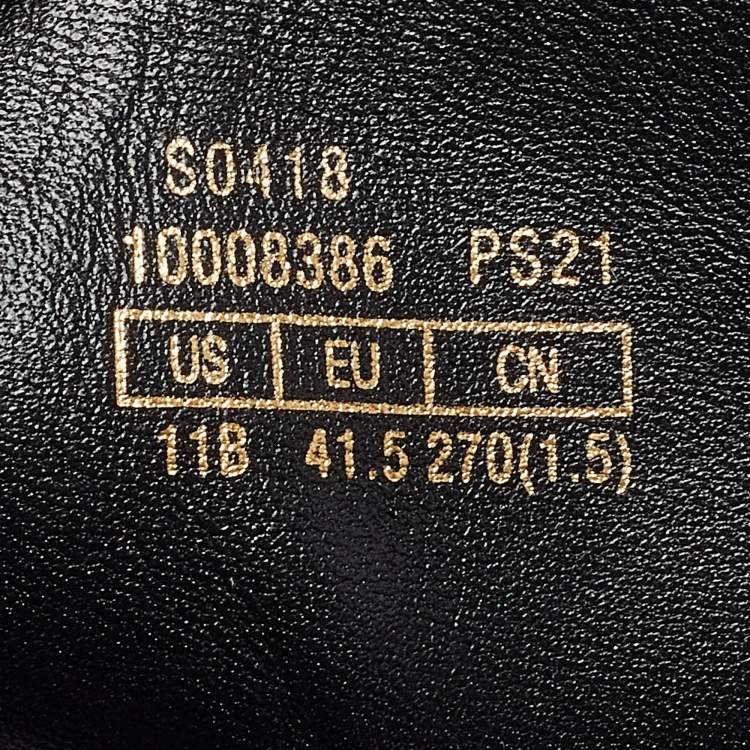 S0418
10008386 PS21
US EU CN
11B 41.5 270(1.5)